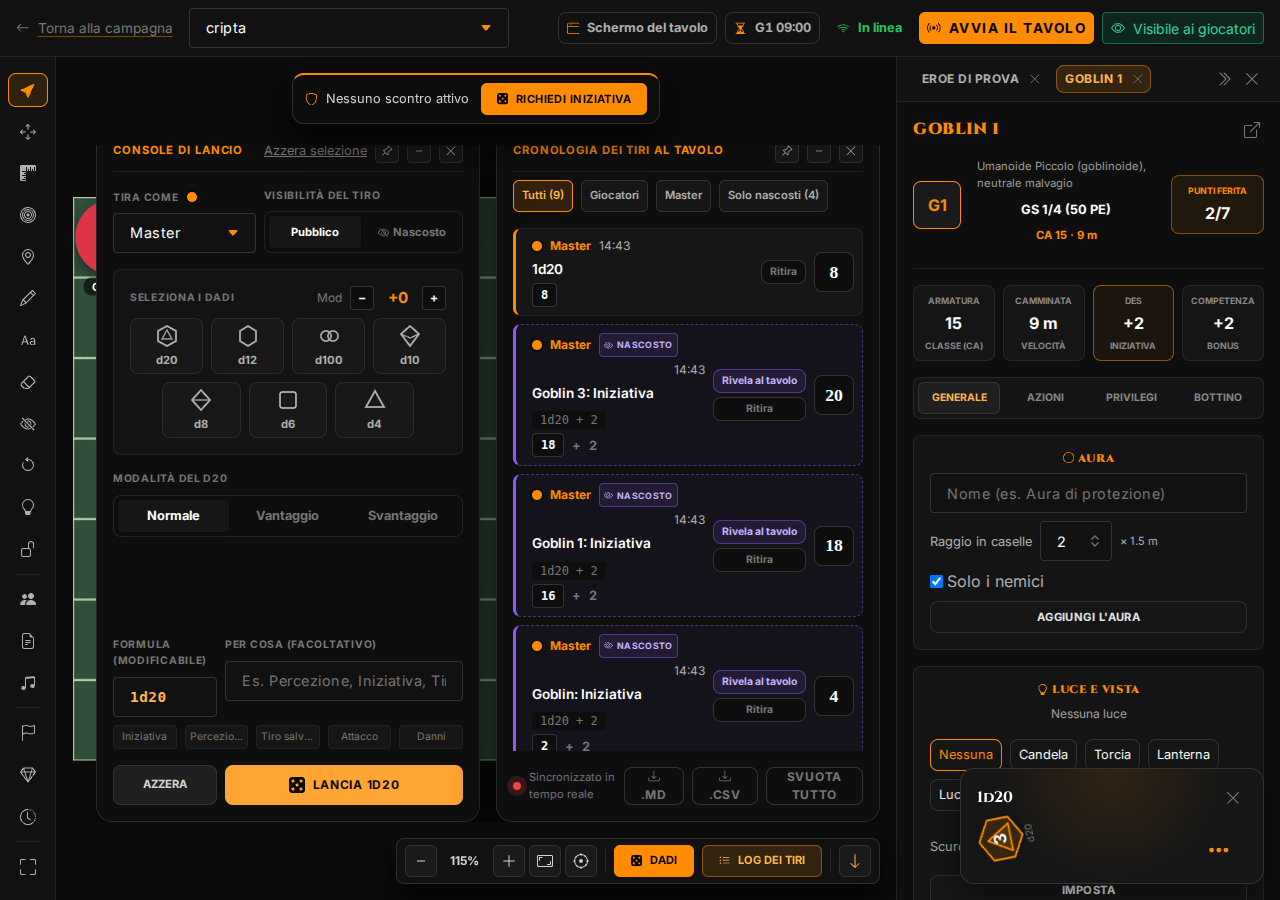 Torna alla campagna
cripta
Schermo del tavolo
G1 09:00
In linea
AVVIA IL TAVOLO
Visibile ai giocatori
Nessuno scontro attivo
RICHIEDI INIZIATIVA
Aa
CONSOLE DI LANCIO
Azzera selezione
TIRA COME
VISIBILITÀ DEL TIRO
Master
Pubblico
Nascosto
SELEZIONA I DADI
Mod
−
+0
+
d20
d12
d100
d10
d8
d6
d4
MODALITÀ DEL D20
Normale
Vantaggio
Svantaggio
FORMULA
(MODIFICABILE)
PER COSA (FACOLTATIVO)
1d20
Es. Percezione, Iniziativa, Ti
Iniziativa
Percezio...
Tiro salv...
Attacco
Danni
AZZERA
LANCIA 1D20
CRONOLOGIA DEI TIRI AL TAVOLO
Tutti (9)
Giocatori
Master
Solo nascosti (4)
Master 14:43
1d20
8
Ritira
8
Master
NASCOSTO
14:43
Goblin 3: Iniziativa
1d20 + 2
18 + 2
Rivela al tavolo
Ritira
20
Master
NASCOSTO
14:43
Goblin 1: Iniziativa
1d20 + 2
16 + 2
Rivela al tavolo
Ritira
18
Master
NASCOSTO
14:43
Goblin: Iniziativa
1d20 + 2
2 + 2
Rivela al tavolo
Ritira
4
Sincronizzato in
tempo reale
.MD
.CSV
SVUOTA
TUTTO
115%
DADI
LOG DEI TIRI
EROE DI PROVA
GOBLIN 1
GOBLIN 1
G1
Umanoide Piccolo (goblinoide),
neutrale malvagio
GS 1/4 (50 PE)
CA 15 · 9 m
PUNTI FERITA
2/7
ARMATURA
15
CLASSE (CA)
CAMMINATA
9 m
VELOCITÀ
DES
+2
INIZIATIVA
COMPETENZA
+2
BONUS
GENERALE
AZIONI
PRIVILEGI
BOTTINO
AURA
Nome (es. Aura di protezione)
Raggio in caselle
2
× 1.5 m
Solo i nemici
AGGIUNGI L'AURA
LUCE E VISTA
Nessuna luce
Nessuna
Candela
Torcia
Lanterna
Luc
Scuro
IMPOSTA
1D20
3
d20